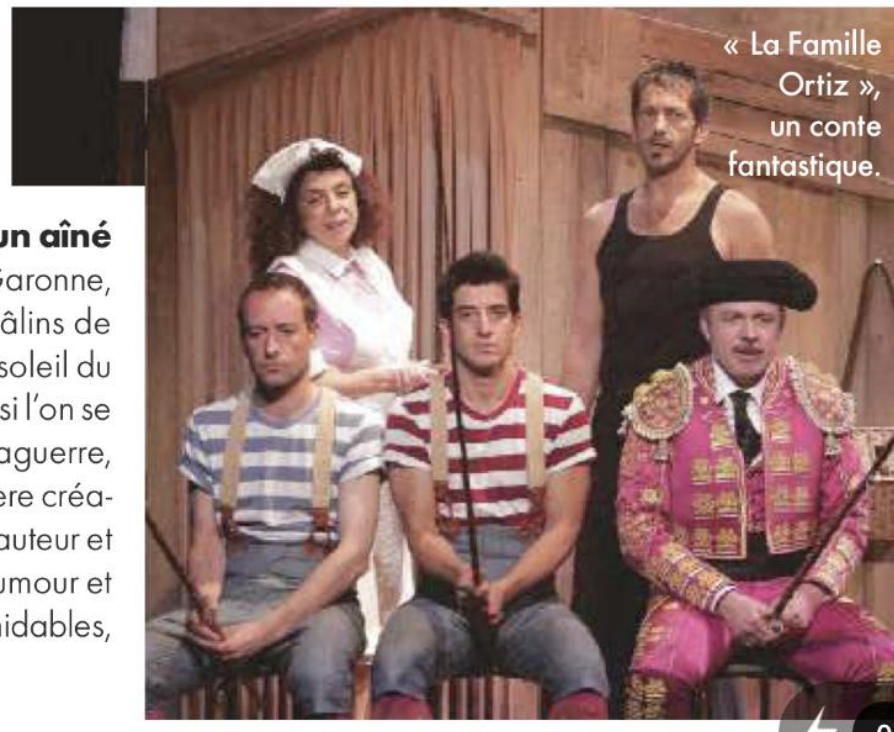 un aîné
Garonne,
âlins de
soleil du
si l'on se
aguerre,
ère créa-
auteur et
umour et
nidables,
« La Famille
Ortiz »,
un conte
fantastique.